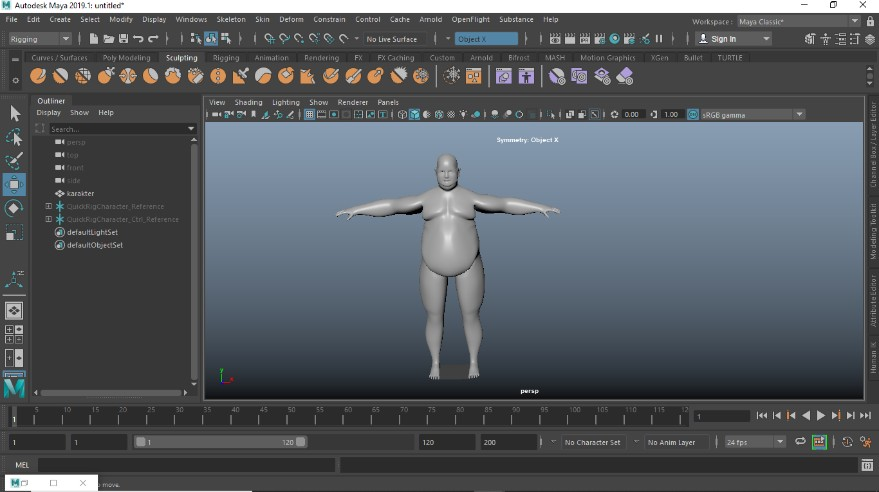 Autodesk Maya 2019.1: untitled*
File Edit Create Select Modify Display Windows Skeleton Skin Deform Constrain Control Cache Arnold OpenFlight Substance Help
Workspace : Maya Classic*
Rigging No Live Surface Object X Sign In
Curves / Surfaces Poly Modeling Sculpting Rigging Animation Rendering FX FX Caching Custom Arnold Bifrost MASH Motion Graphics XGen Bullet TURTLE
Outliner
Display Show Help
Search...
persp
top
front
side
karakter
QuickRigCharacter_Reference
QuickRigCharacter_Ctrl_Reference
defaultLightSet
defaultObjectSet
View Shading Lighting Show Renderer Panels
0.00 1.00 sRGB gamma
Symmetry: Object X
y
x
persp
Channel Box / Layer Editor
Modeling Toolkit
Attribute Editor
Human IK
1 5 10 15 20 25 30 35 40 45 50 55 60 65 70 75 80 85 90 95 100 105 110 115 12
1
1 1 1 120 120 200 No Character Set No Anim Layer 24 fps
MEL
o move.